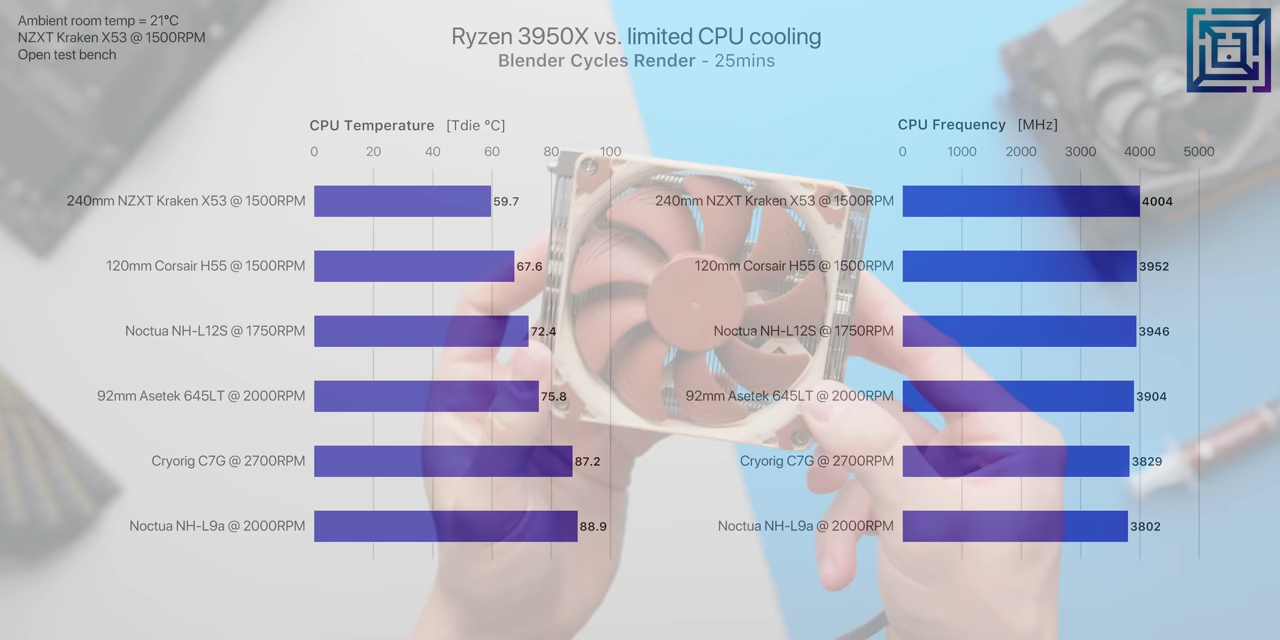 Ambient room temp = 21°C
NZXT Kraken X53 @ 1500RPM
Open test bench
Ryzen 3950X vs. limited CPU cooling
Blender Cycles Render - 25mins
CPU Temperature [Tdie °C]
0 20 40 60 80 100
240mm NZXT Kraken X53 @ 1500RPM 59.7
120mm Corsair H55 @ 1500RPM 67.6
Noctua NH-L12S @ 1750RPM 72.4
92mm Asetek 645LT @ 2000RPM 75.8
Cryorig C7G @ 2700RPM 87.2
Noctua NH-L9a @ 2000RPM 88.9
CPU Frequency [MHz]
0 1000 2000 3000 4000 5000
240mm NZXT Kraken X53 @ 1500RPM 4004
120mm Corsair H55 @ 1500RPM 3952
Noctua NH-L12S @ 1750RPM 3946
92mm Asetek 645LT @ 2000RPM 3904
Cryorig C7G @ 2700RPM 3829
Noctua NH-L9a @ 2000RPM 3802